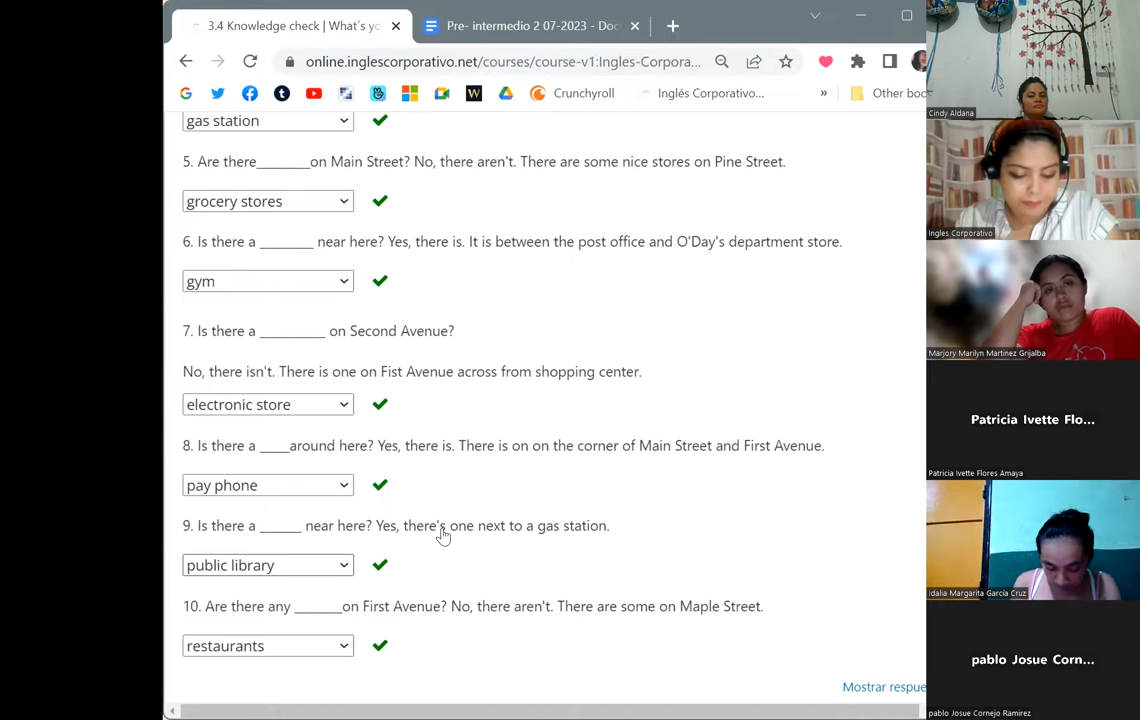 3.4 Knowledge check | What's yo
Pre- intermedio 2 07-2023 - Doc
online.inglescorporativo.net/courses/course-v1:Ingles-Corpora...
Crunchyroll
Inglés Corporativo...
»
Other boo
gas station
5. Are there_______on Main Street? No, there aren't. There are some nice stores on Pine Street.
grocery stores
6. Is there a _______ near here? Yes, there is. It is between the post office and O'Day's department store.
gym
7. Is there a _________ on Second Avenue?
No, there isn't. There is one on Fist Avenue across from shopping center.
electronic store
8. Is there a ____around here? Yes, there is. There is on on the corner of Main Street and First Avenue.
pay phone
9. Is there a ______ near here? Yes, there's one next to a gas station.
public library
10. Are there any _______on First Avenue? No, there aren't. There are some on Maple Street.
restaurants
Mostrar respue
Cindy Aldana
Ingles Corporativo
Marjory Marilyn Martinez Grijalba
Patricia Ivette Flo...
Patricia Ivette Flores Amaya
Idalia Margarita García Cruz
pablo Josue Corn...
pablo Josue Cornejo Ramirez